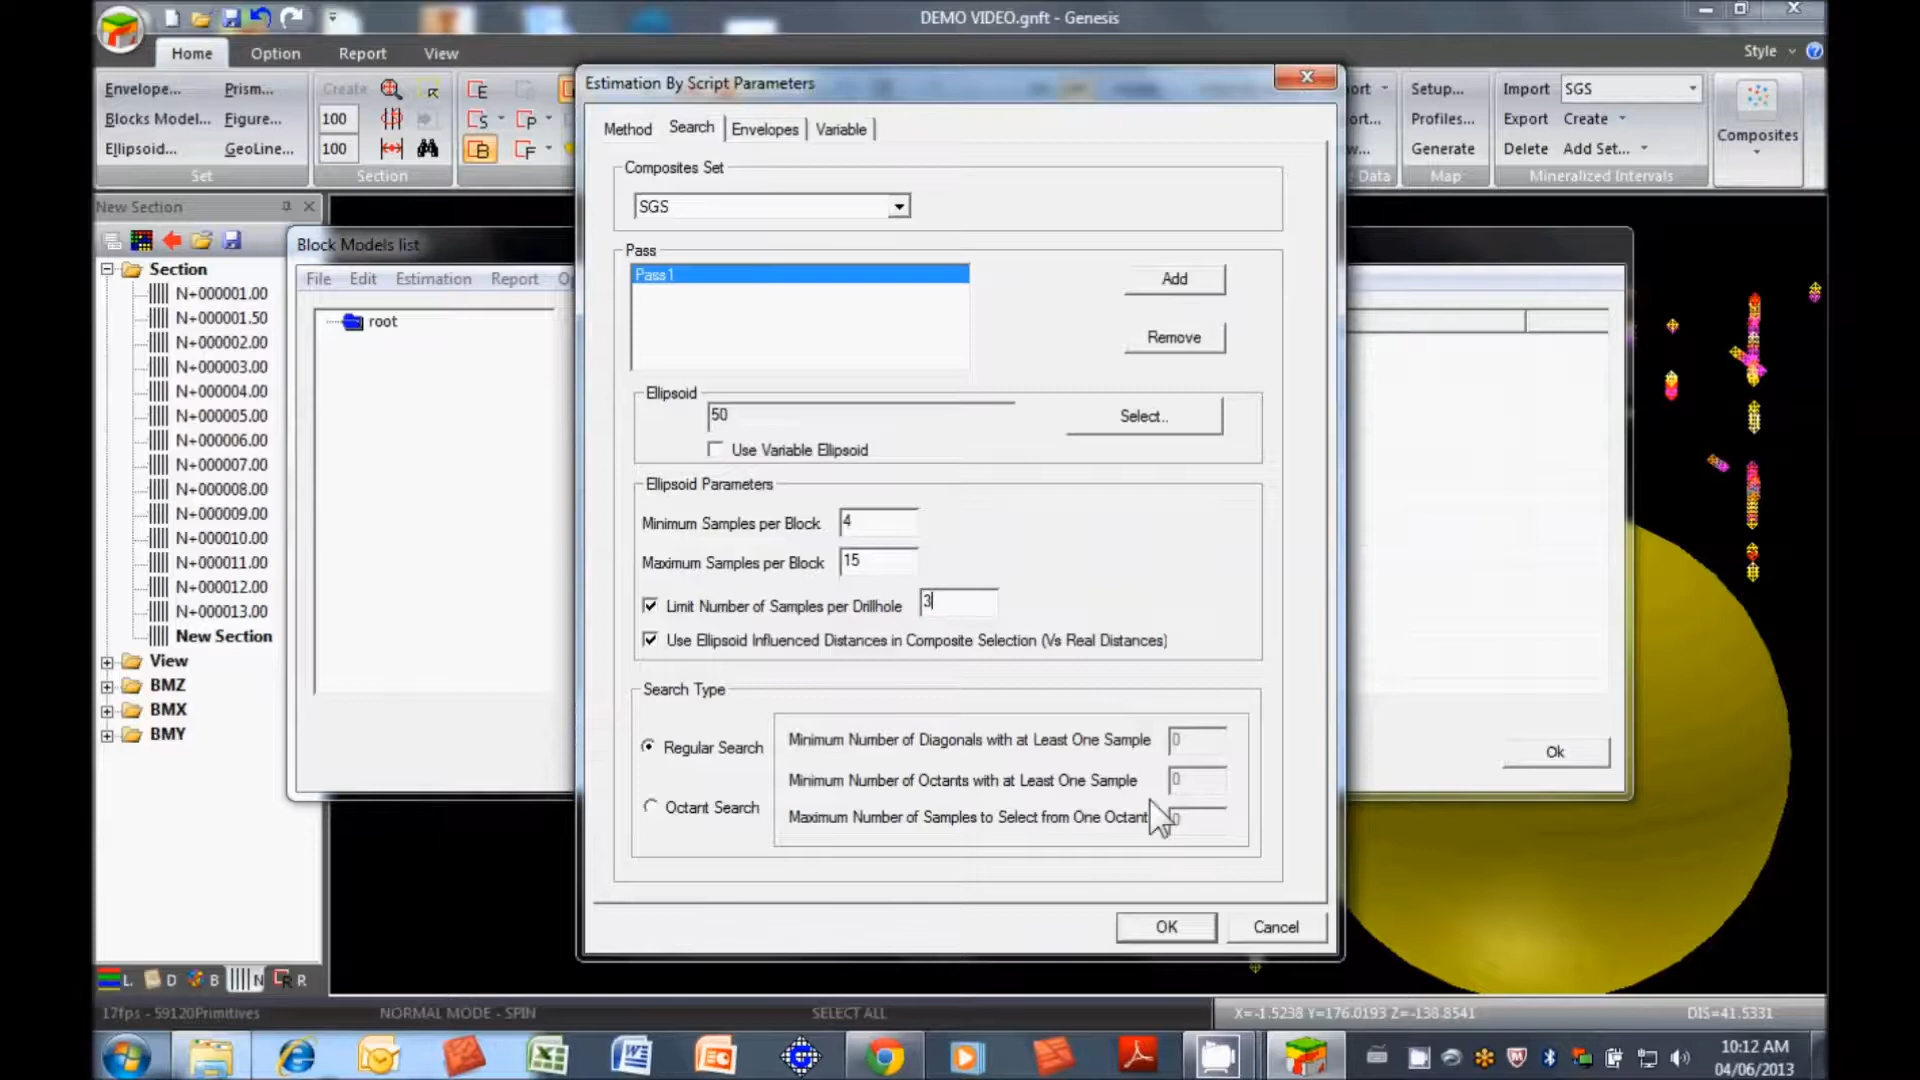 DEMO VIDEO.gnft - Genesis
Home Option Report View Style
Envelope... Prism...
Blocks Model... Figure...
Ellipsoid... GeoLine...
Set
Create
100
100
Section
E
S P
B F
Setup...
Profiles...
Generate
Data
Map
Import SGS
Export Create
Delete Add Set...
Mineralized Intervals
Composites
New Section
Section
N+000001.00
N+000001.50
N+000002.00
N+000003.00
N+000004.00
N+000005.00
N+000006.00
N+000007.00
N+000008.00
N+000009.00
N+000010.00
N+000011.00
N+000012.00
N+000013.00
New Section
View
BMZ
BMX
BMY
L D B N R
Block Models list
File Edit Estimation Report
root
Ok
Estimation By Script Parameters
Method Search Envelopes Variable
Composites Set
SGS
Pass
Pass1
Add
Remove
Ellipsoid
50
Select..
Use Variable Ellipsoid
Ellipsoid Parameters
Minimum Samples per Block 4
Maximum Samples per Block 15
Limit Number of Samples per Drillhole 3
Use Ellipsoid Influenced Distances in Composite Selection (Vs Real Distances)
Search Type
Regular Search
Octant Search
Minimum Number of Diagonals with at Least One Sample 0
Minimum Number of Octants with at Least One Sample 0
Maximum Number of Samples to Select from One Octant 0
OK Cancel
17fps - 59120Primitives NORMAL MODE - SPIN SELECT ALL X=-1.5238 Y=176.0193 Z=-138.8541 DIS=41.5331
10:12 AM
04/06/2013